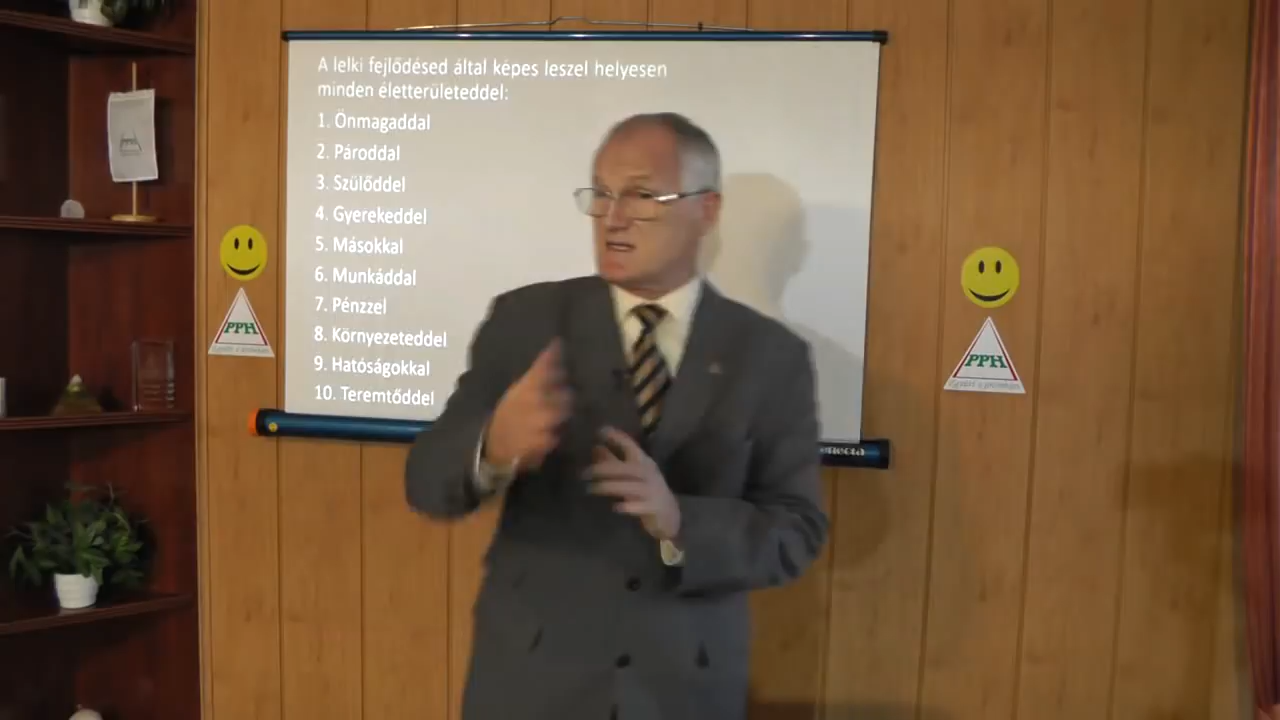 A lelki fejlődésed által képes leszel helyesen
minden életterületeddel:
1. Önmagaddal
2. Pároddal
3. Szülőddel
4. Gyerekeddel
5. Másokkal
6. Munkáddal
7. Pénzzel
8. Környezeteddel
9. Hatóságokkal
10. Teremtőddel
PPH
PPH